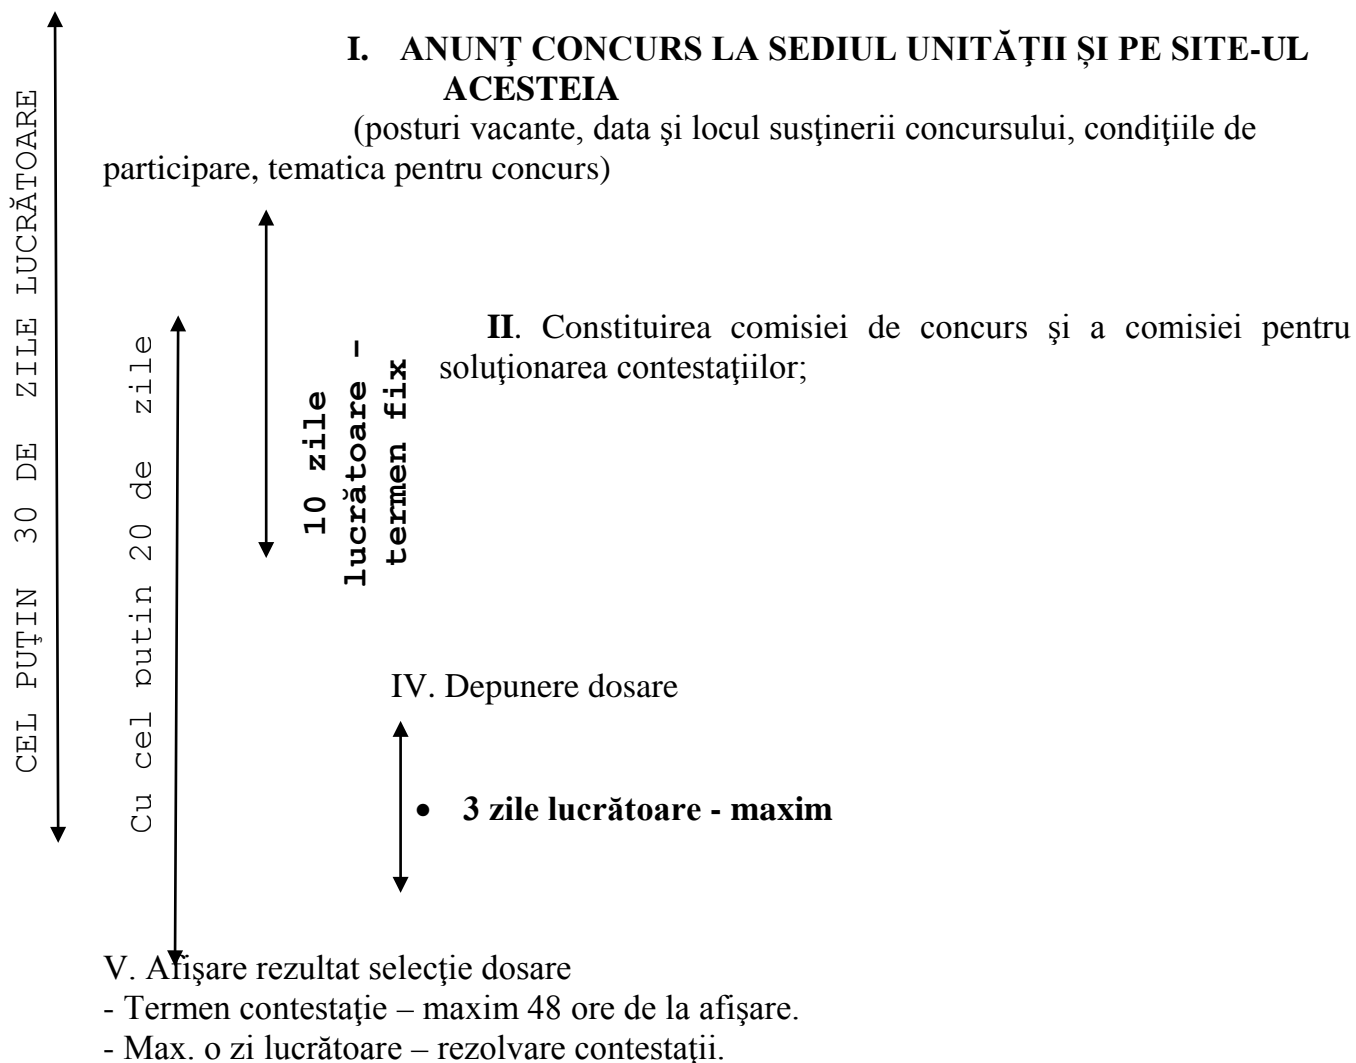 I. ANUNŢ CONCURS LA SEDIUL UNITĂŢII ȘI PE SITE-UL
ACESTEIA
(posturi vacante, data şi locul susţinerii concursului, condiţiile de
participare, tematica pentru concurs)
CEL PUŢIN 30 DE ZILE LUCRĂTOARE
Cu cel putin 20 de zile
10 zile
lucrătoare –
termen fix
II. Constituirea comisiei de concurs şi a comisiei pentru
soluţionarea contestaţiilor;
IV. Depunere dosare
• 3 zile lucrătoare - maxim
V. Afişare rezultat selecţie dosare
- Termen contestaţie – maxim 48 ore de la afişare.
- Max. o zi lucrătoare – rezolvare contestaţii.